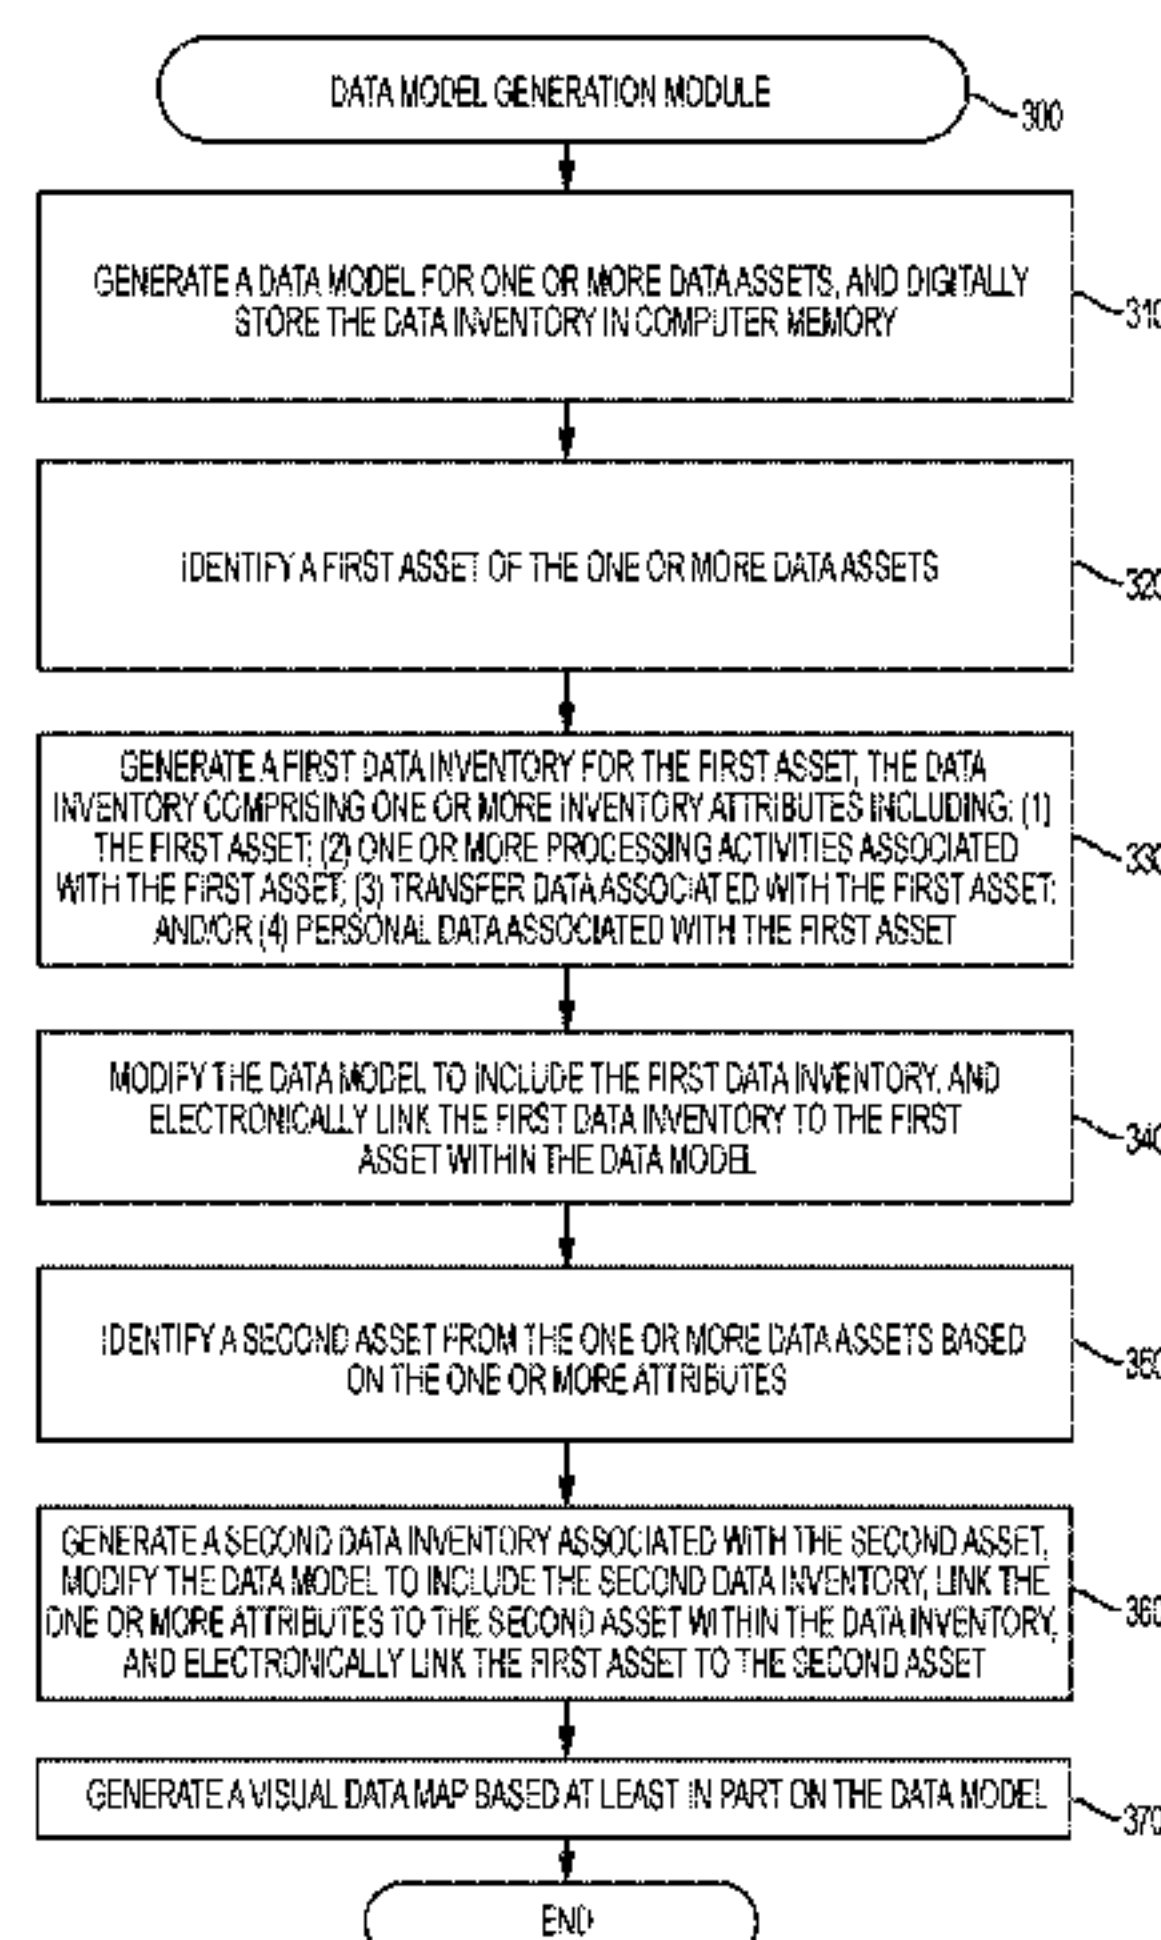 DATA MODEL GENERATION MODULE
300
GENERATE A DATA MODEL FOR ONE OR MORE DATA ASSETS, AND DIGITALLY
STORE THE DATA INVENTORY IN COMPUTER MEMORY
310
IDENTIFY A FIRST ASSET OF THE ONE OR MORE DATA ASSETS
320
GENERATE A FIRST DATA INVENTORY FOR THE FIRST ASSET, THE DATA
INVENTORY COMPRISING ONE OR MORE INVENTORY ATTRIBUTES INCLUDING: (1)
THE FIRST ASSET; (2) ONE OR MORE PROCESSING ACTIVITIES ASSOCIATED
WITH THE FIRST ASSET; (3) TRANSFER DATA ASSOCIATED WITH THE FIRST ASSET;
AND/OR (4) PERSONAL DATA ASSOCIATED WITH THE FIRST ASSET
330
MODIFY THE DATA MODEL TO INCLUDE THE FIRST DATA INVENTORY, AND
ELECTRONICALLY LINK THE FIRST DATA INVENTORY TO THE FIRST
ASSET WITHIN THE DATA MODEL
340
IDENTIFY A SECOND ASSET FROM THE ONE OR MORE DATA ASSETS BASED
ON THE ONE OR MORE ATTRIBUTES
350
GENERATE A SECOND DATA INVENTORY ASSOCIATED WITH THE SECOND ASSET,
MODIFY THE DATA MODEL TO INCLUDE THE SECOND DATA INVENTORY, LINK THE
ONE OR MORE ATTRIBUTES TO THE SECOND ASSET WITHIN THE DATA INVENTORY,
AND ELECTRONICALLY LINK THE FIRST ASSET TO THE SECOND ASSET
360
GENERATE A VISUAL DATA MAP BASED AT LEAST IN PART ON THE DATA MODEL
370
END